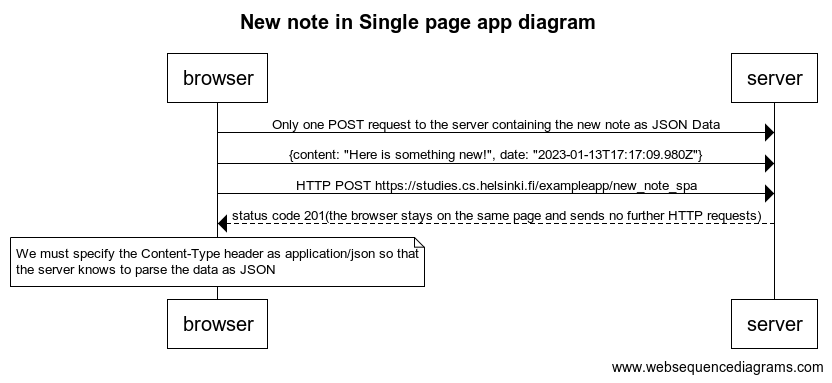 New note in Single page app diagram
browser
server
Only one POST request to the server containing the new note as JSON Data
{content: "Here is something new!", date: "2023-01-13T17:17:09.980Z"}
HTTP POST https://studies.cs.helsinki.fi/exampleapp/new_note_spa
status code 201(the browser stays on the same page and sends no further HTTP requests)
We must specify the Content-Type header as application/json so that
the server knows to parse the data as JSON
browser
server
www.websequencediagrams.com